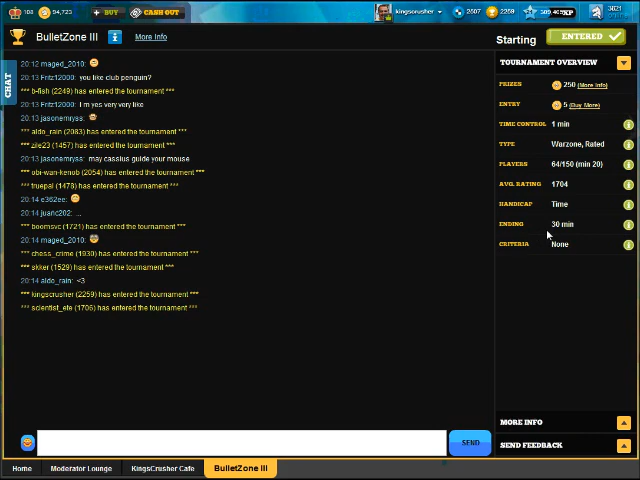 108 94,723 BUY CASH OUT kingscrusher 2607 2259 XP 3021
BulletZone III More Info
Starting ENTERED
CHAT
20:12 maged_2010:
20:13 Fritz12000: you like club penguin?
*** b-fish (2249) has entered the tournament ***
20:13 Fritz12000: I m yes very very like
20:13 jasonemryss:
*** aldo_rain (2083) has entered the tournament ***
*** zile23 (1457) has entered the tournament ***
20:13 jasonemryss: may cassius guide your mouse
*** obi-wan-kenob (2054) has entered the tournament ***
*** truepal (1478) has entered the tournament ***
20:14 e362ee:
20:14 juanc202: ...
*** boomsvc (1721) has entered the tournament ***
20:14 maged_2010:
*** chess_crime (1930) has entered the tournament ***
*** skker (1529) has entered the tournament ***
20:14 aldo_rain: <3
*** kingscrusher (2259) has entered the tournament ***
*** scientist_ete (1706) has entered the tournament ***
SEND
TOURNAMENT OVERVIEW
PRIZES 250 (More Info)
ENTRY 5 (Buy More)
TIME CONTROL 1 min
TYPE Warzone, Rated
PLAYERS 64/150 (min 20)
AVG. RATING 1704
HANDICAP Time
ENDING 30 min
CRITERIA None
MORE INFO
SEND FEEDBACK
Home Moderator Lounge KingsCrusher Cafe BulletZone III